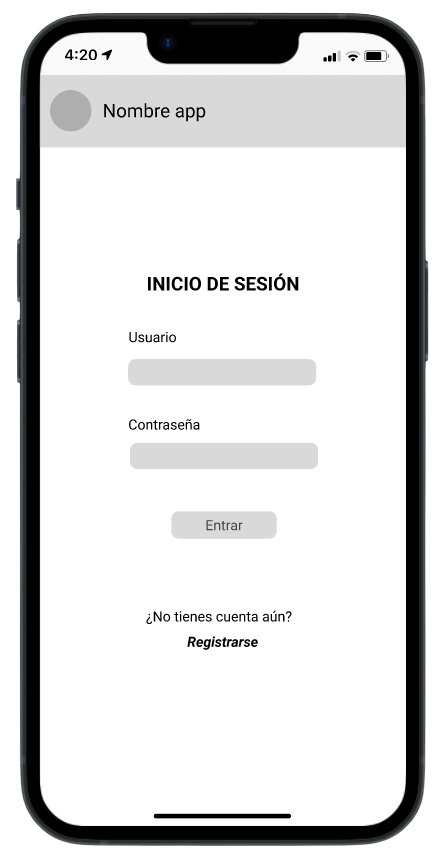 4:20
Nombre app
INICIO DE SESIÓN
Usuario
Contraseña
Entrar
¿No tienes cuenta aún?
Registrarse